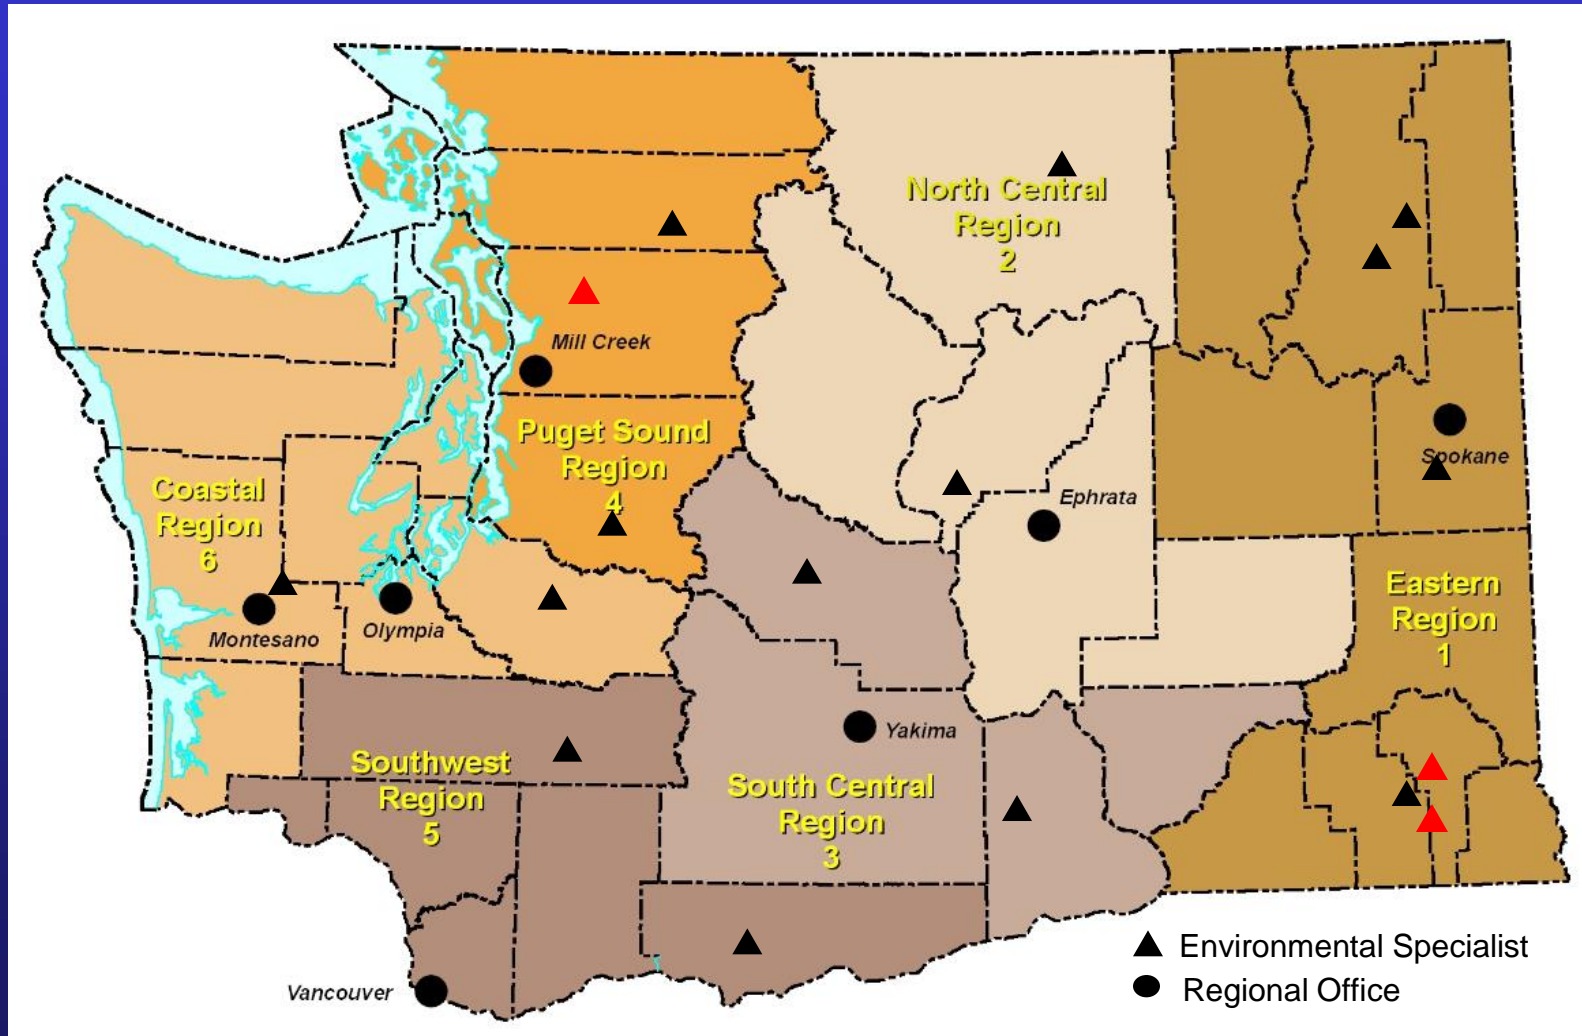 North Central
Region
2
Mill Creek
Puget Sound
Region
4
Spokane
Coastal
Region
6
Ephrata
Eastern
Region
1
Montesano
Olympia
Yakima
Southwest
Region
5
South Central
Region
3
Vancouver
Environmental Specialist
Regional Office